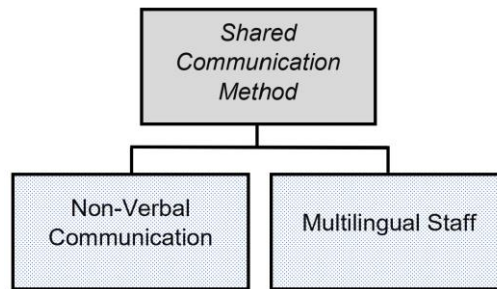 Shared
Communication
Method
Non-Verbal
Communication
Multilingual Staff